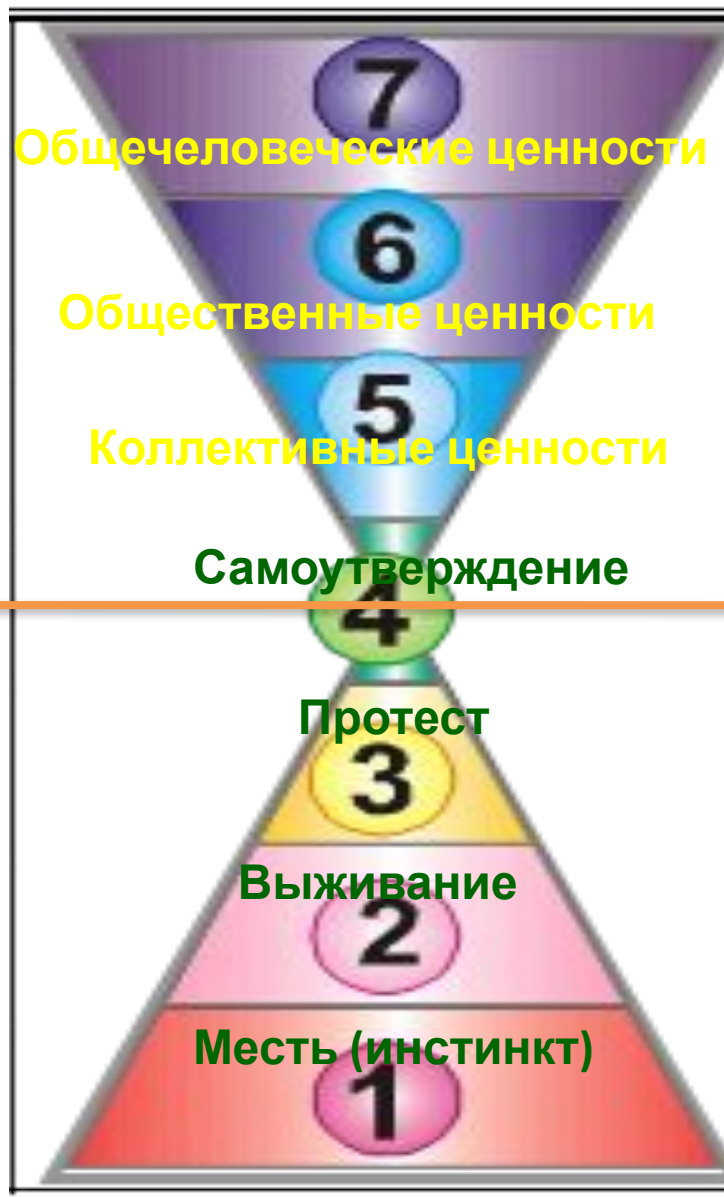 7
Общечеловеческие ценности
6
Общественные ценности
5
Коллективные ценности
Самоутверждение
4
Протест
3
Выживание
2
Месть (инстинкт)
1